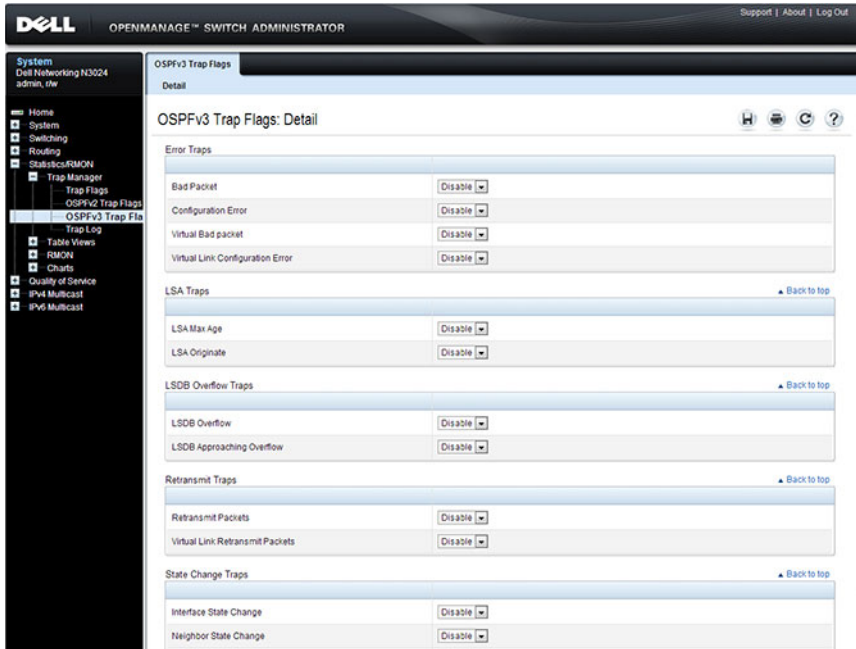 DELL
OPENMANAGE™ SWITCH ADMINISTRATOR
Support | About | Log Out
System
Dell Networking N3024
admin, r/w
Home
System
Switching
Routing
Statistics/RMON
Trap Manager
Trap Flags
OSPFv2 Trap Flags
OSPFv3 Trap Fla
Trap Log
Table Views
RMON
Charts
Quality of Service
IPv4 Multicast
IPv6 Multicast
OSPFv3 Trap Flags
Detail
OSPFv3 Trap Flags: Detail
Error Traps
Bad Packet Disable
Configuration Error Disable
Virtual Bad packet Disable
Virtual Link Configuration Error Disable
LSA Traps Back to top
LSA Max Age Disable
LSA Originate Disable
LSDB Overflow Traps Back to top
LSDB Overflow Disable
LSDB Approaching Overflow Disable
Retransmit Traps Back to top
Retransmit Packets Disable
Virtual Link Retransmit Packets Disable
State Change Traps Back to top
Interface State Change Disable
Neighbor State Change Disable